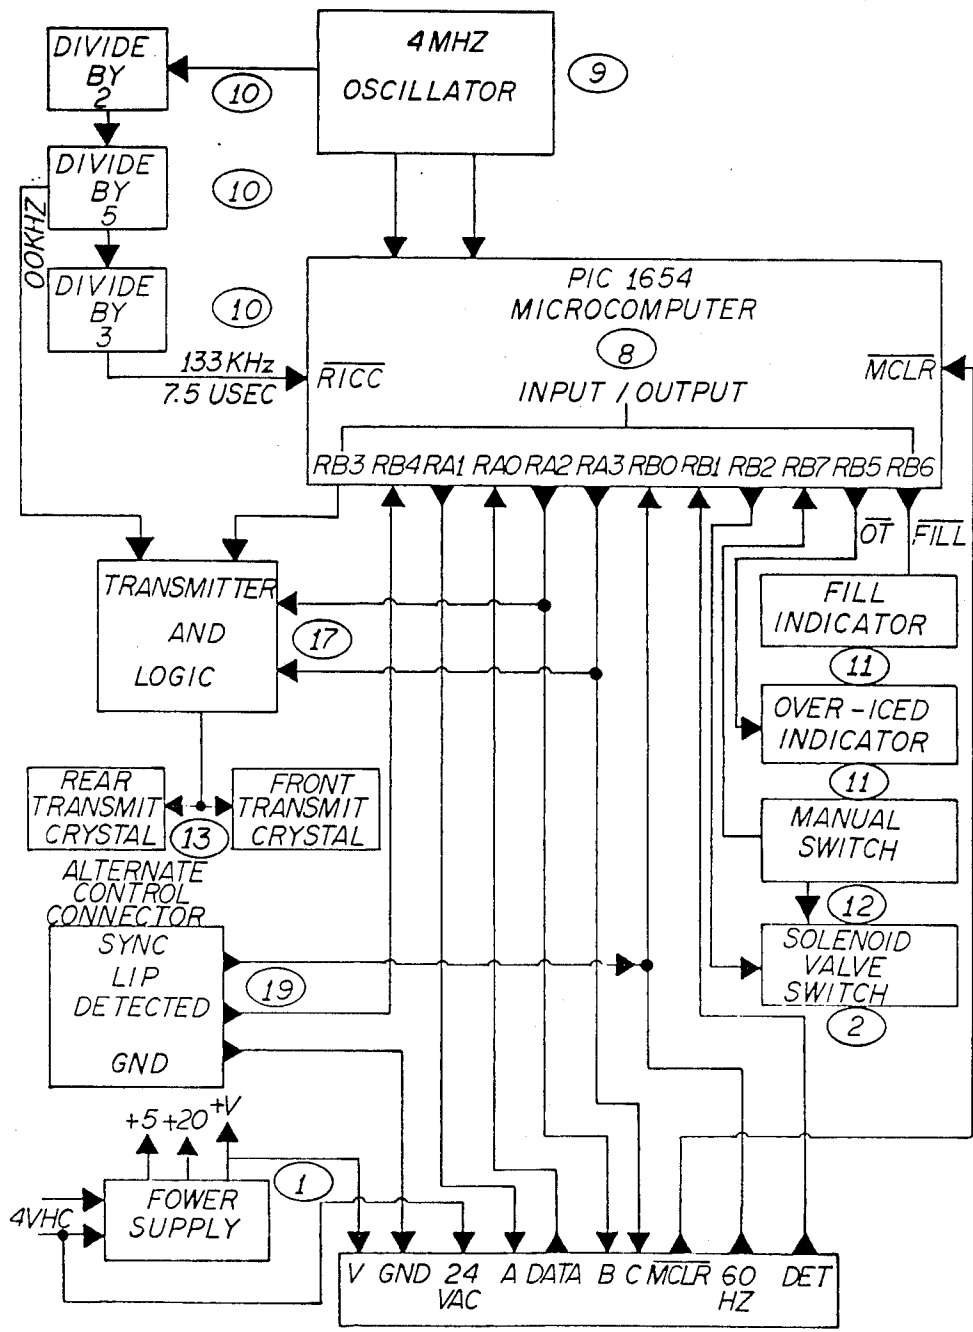 DIVIDE
BY
2
10
4MHZ
OSCILLATOR
9
DIVIDE
BY
5
10
00KHZ
DIVIDE
BY
3
10
133KHz
7.5 USEC
PIC 1654
MICROCOMPUTER
8
RICC
MCLR
INPUT/OUTPUT
RB3 RB4 RA1 RA0 RA2 RA3 RB0 RB1 RB2 RB7 RB5 RB6
OT FILL
TRANSMITTER
AND
LOGIC
17
FILL
INDICATOR
11
OVER-ICED
INDICATOR
11
REAR
TRANSMIT
CRYSTAL
13
FRONT
TRANSMIT
CRYSTAL
MANUAL
SWITCH
12
ALTERNATE
CONTROL
CONNECTOR
SYNC
LIP
DETECTED
GND
19
SOLENOID
VALVE
SWITCH
2
+5 +20 +V
1
4VHC
FOWER
SUPPLY
V GND 24 A DATA B C MCLR 60 DET
VAC HZ